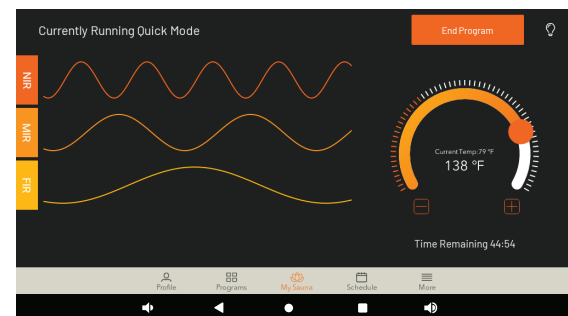 Currently Running Quick Mode
End Program
NIR
MIR
FIR
Current Temp: 79 °F
138 °F
Time Remaining 44:54
Profile
Programs
My Sauna
Schedule
More